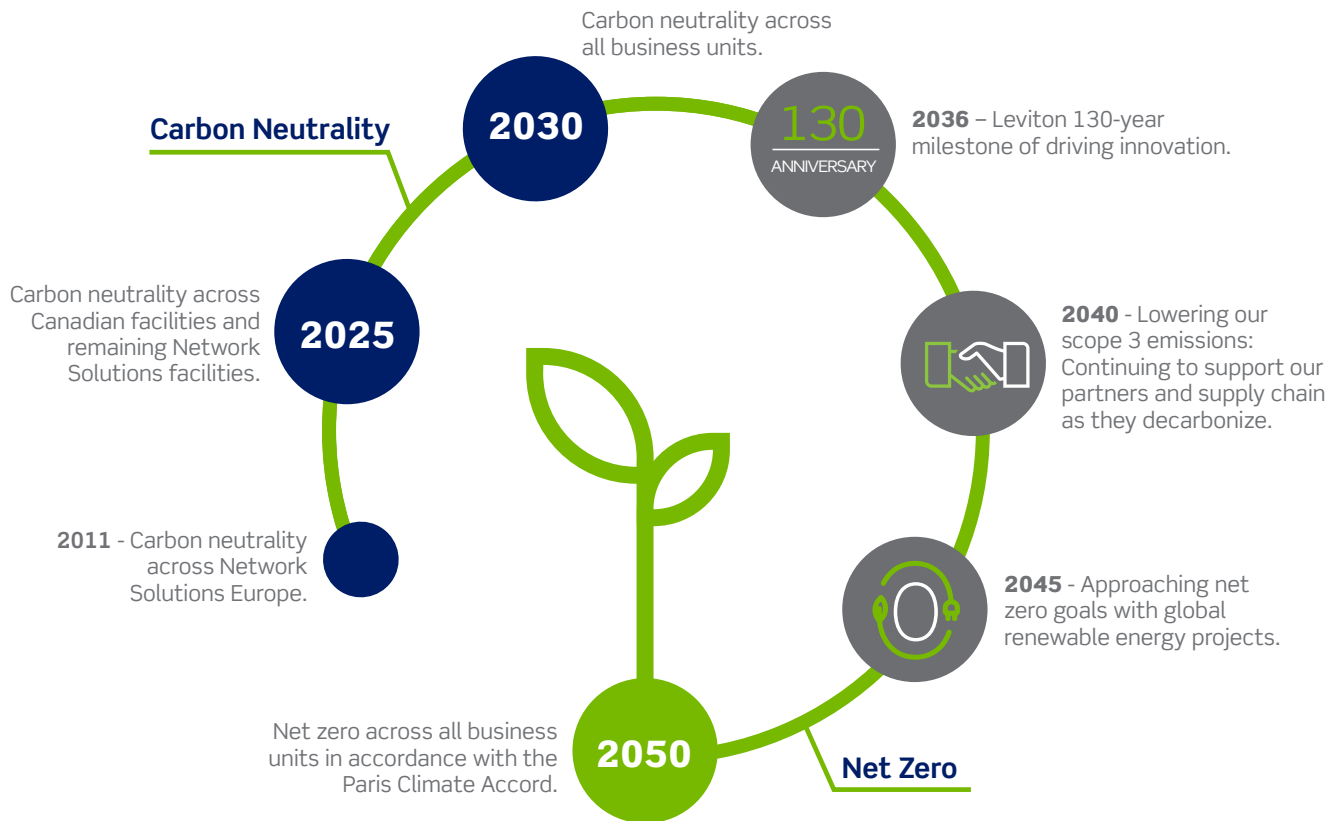 Carbon neutrality across
all business units.
2030
Carbon Neutrality
130
ANNIVERSARY
2036 – Leviton 130-year
milestone of driving innovation.
Carbon neutrality across
Canadian facilities and
remaining Network
Solutions facilities.
2025
2040 - Lowering our
scope 3 emissions:
Continuing to support our
partners and supply chain
as they decarbonize.
2011 - Carbon neutrality
across Network
Solutions Europe.
0
2045 - Approaching net
zero goals with global
renewable energy projects.
Net zero across all business
units in accordance with the
Paris Climate Accord.
2050
Net Zero